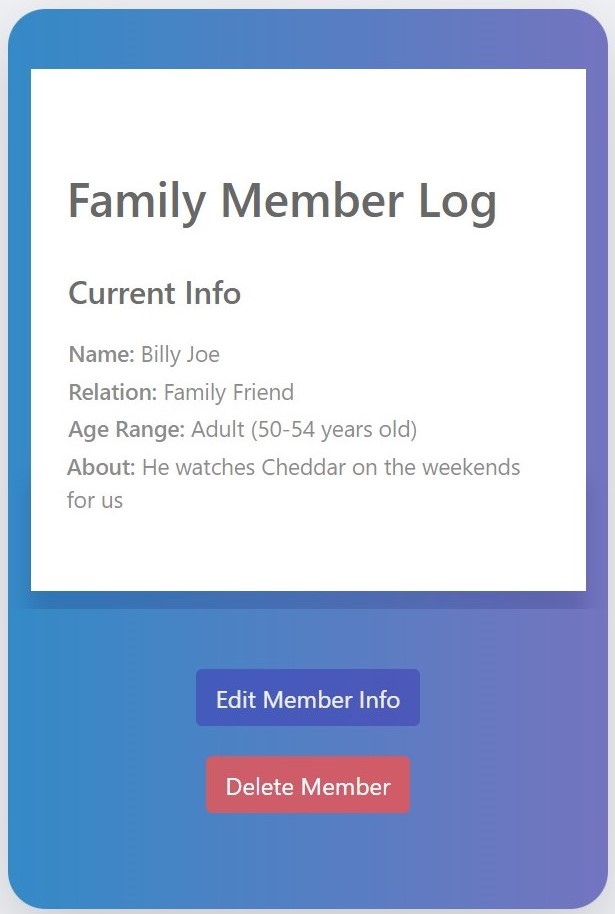 Family Member Log
Current Info
Name: Billy Joe
Relation: Family Friend
Age Range: Adult (50-54 years old)
About: He watches Cheddar on the weekends
for us
Edit Member Info
Delete Member